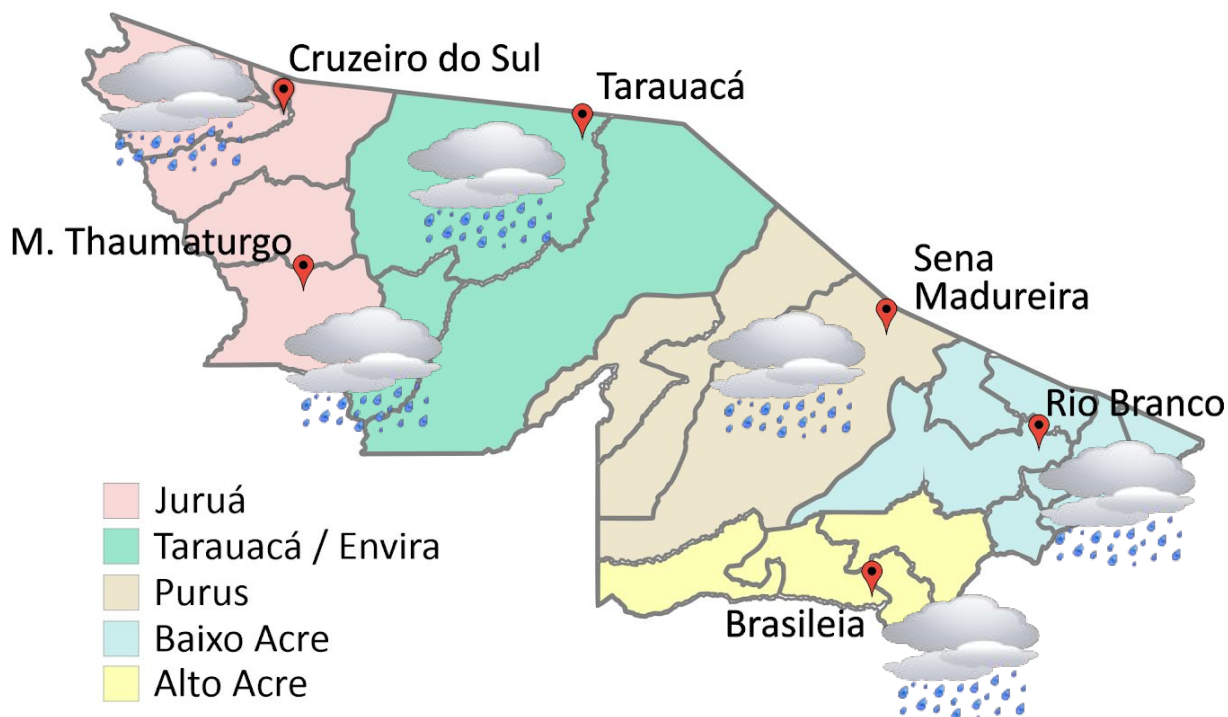 Cruzeiro do Sul
Tarauacá
M. Thaumaturgo
Sena
Madureira
Rio Branco
Brasileia
Juruá
Tarauacá / Envira
Purus
Baixo Acre
Alto Acre